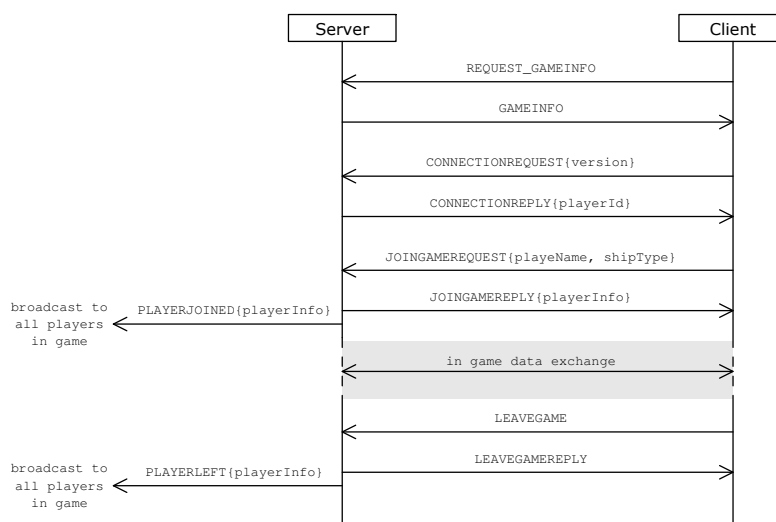 Server
Client
REQUEST_GAMEINFO
GAMEINFO
CONNECTIONREQUEST{version}
CONNECTIONREPLY{playerId}
JOINGAMEREQUEST{playeName, shipType}
JOINGAMEREPLY{playerInfo}
PLAYERJOINED{playerInfo}
broadcast to
all players
in game
in game data exchange
LEAVEGAME
LEAVEGAMEREPLY
PLAYERLEFT{playerInfo}
broadcast to
all players
in game